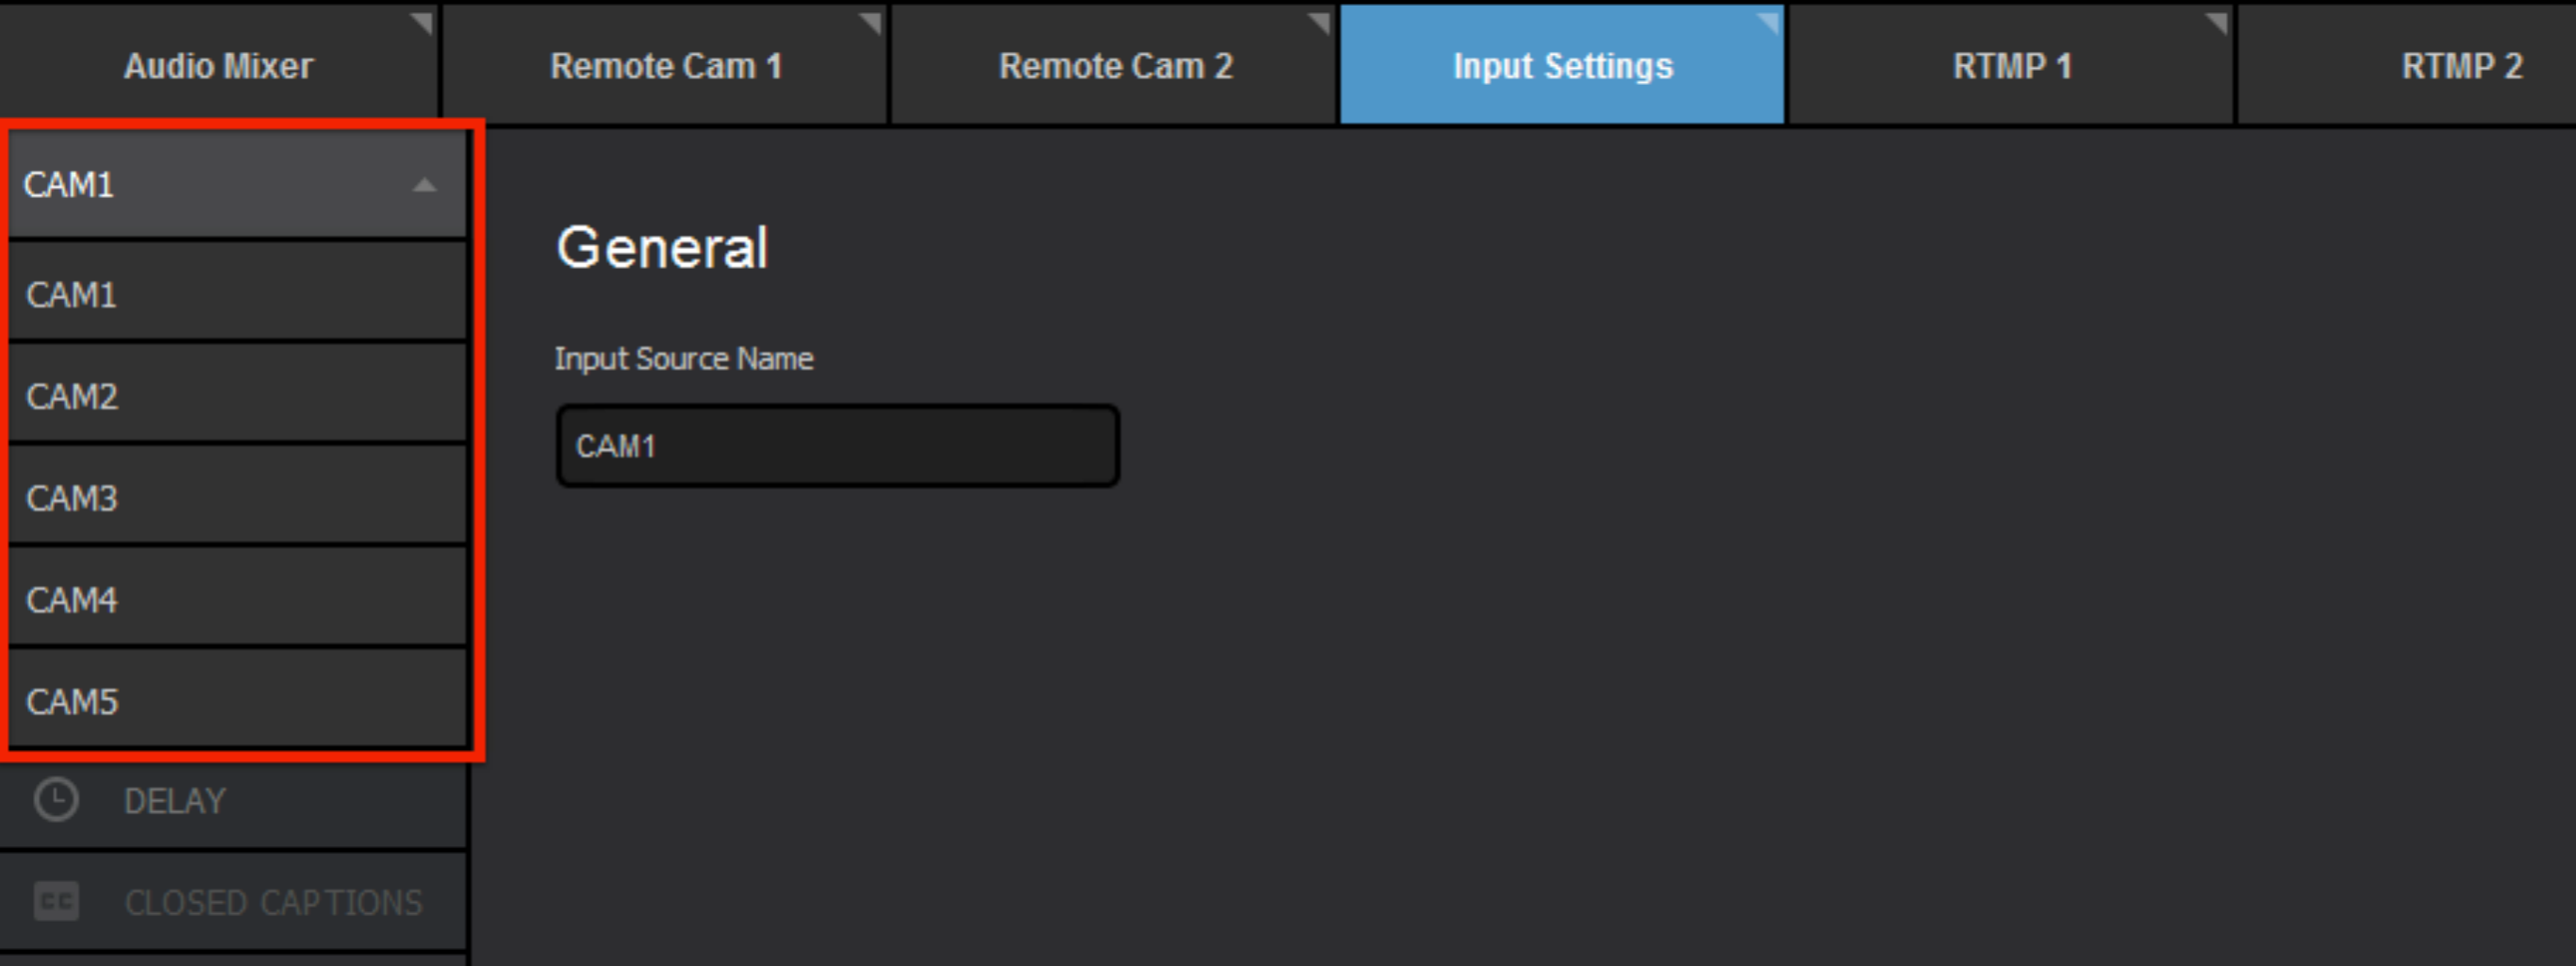 Audio Mixer
Remote Cam 1
Remote Cam 2
Input Settings
RTMP 1
RTMP 2
CAM1
CAM1
CAM2
CAM3
CAM4
CAM5
DELAY
CC CLOSED CAPTIONS
General
Input Source Name
CAM1